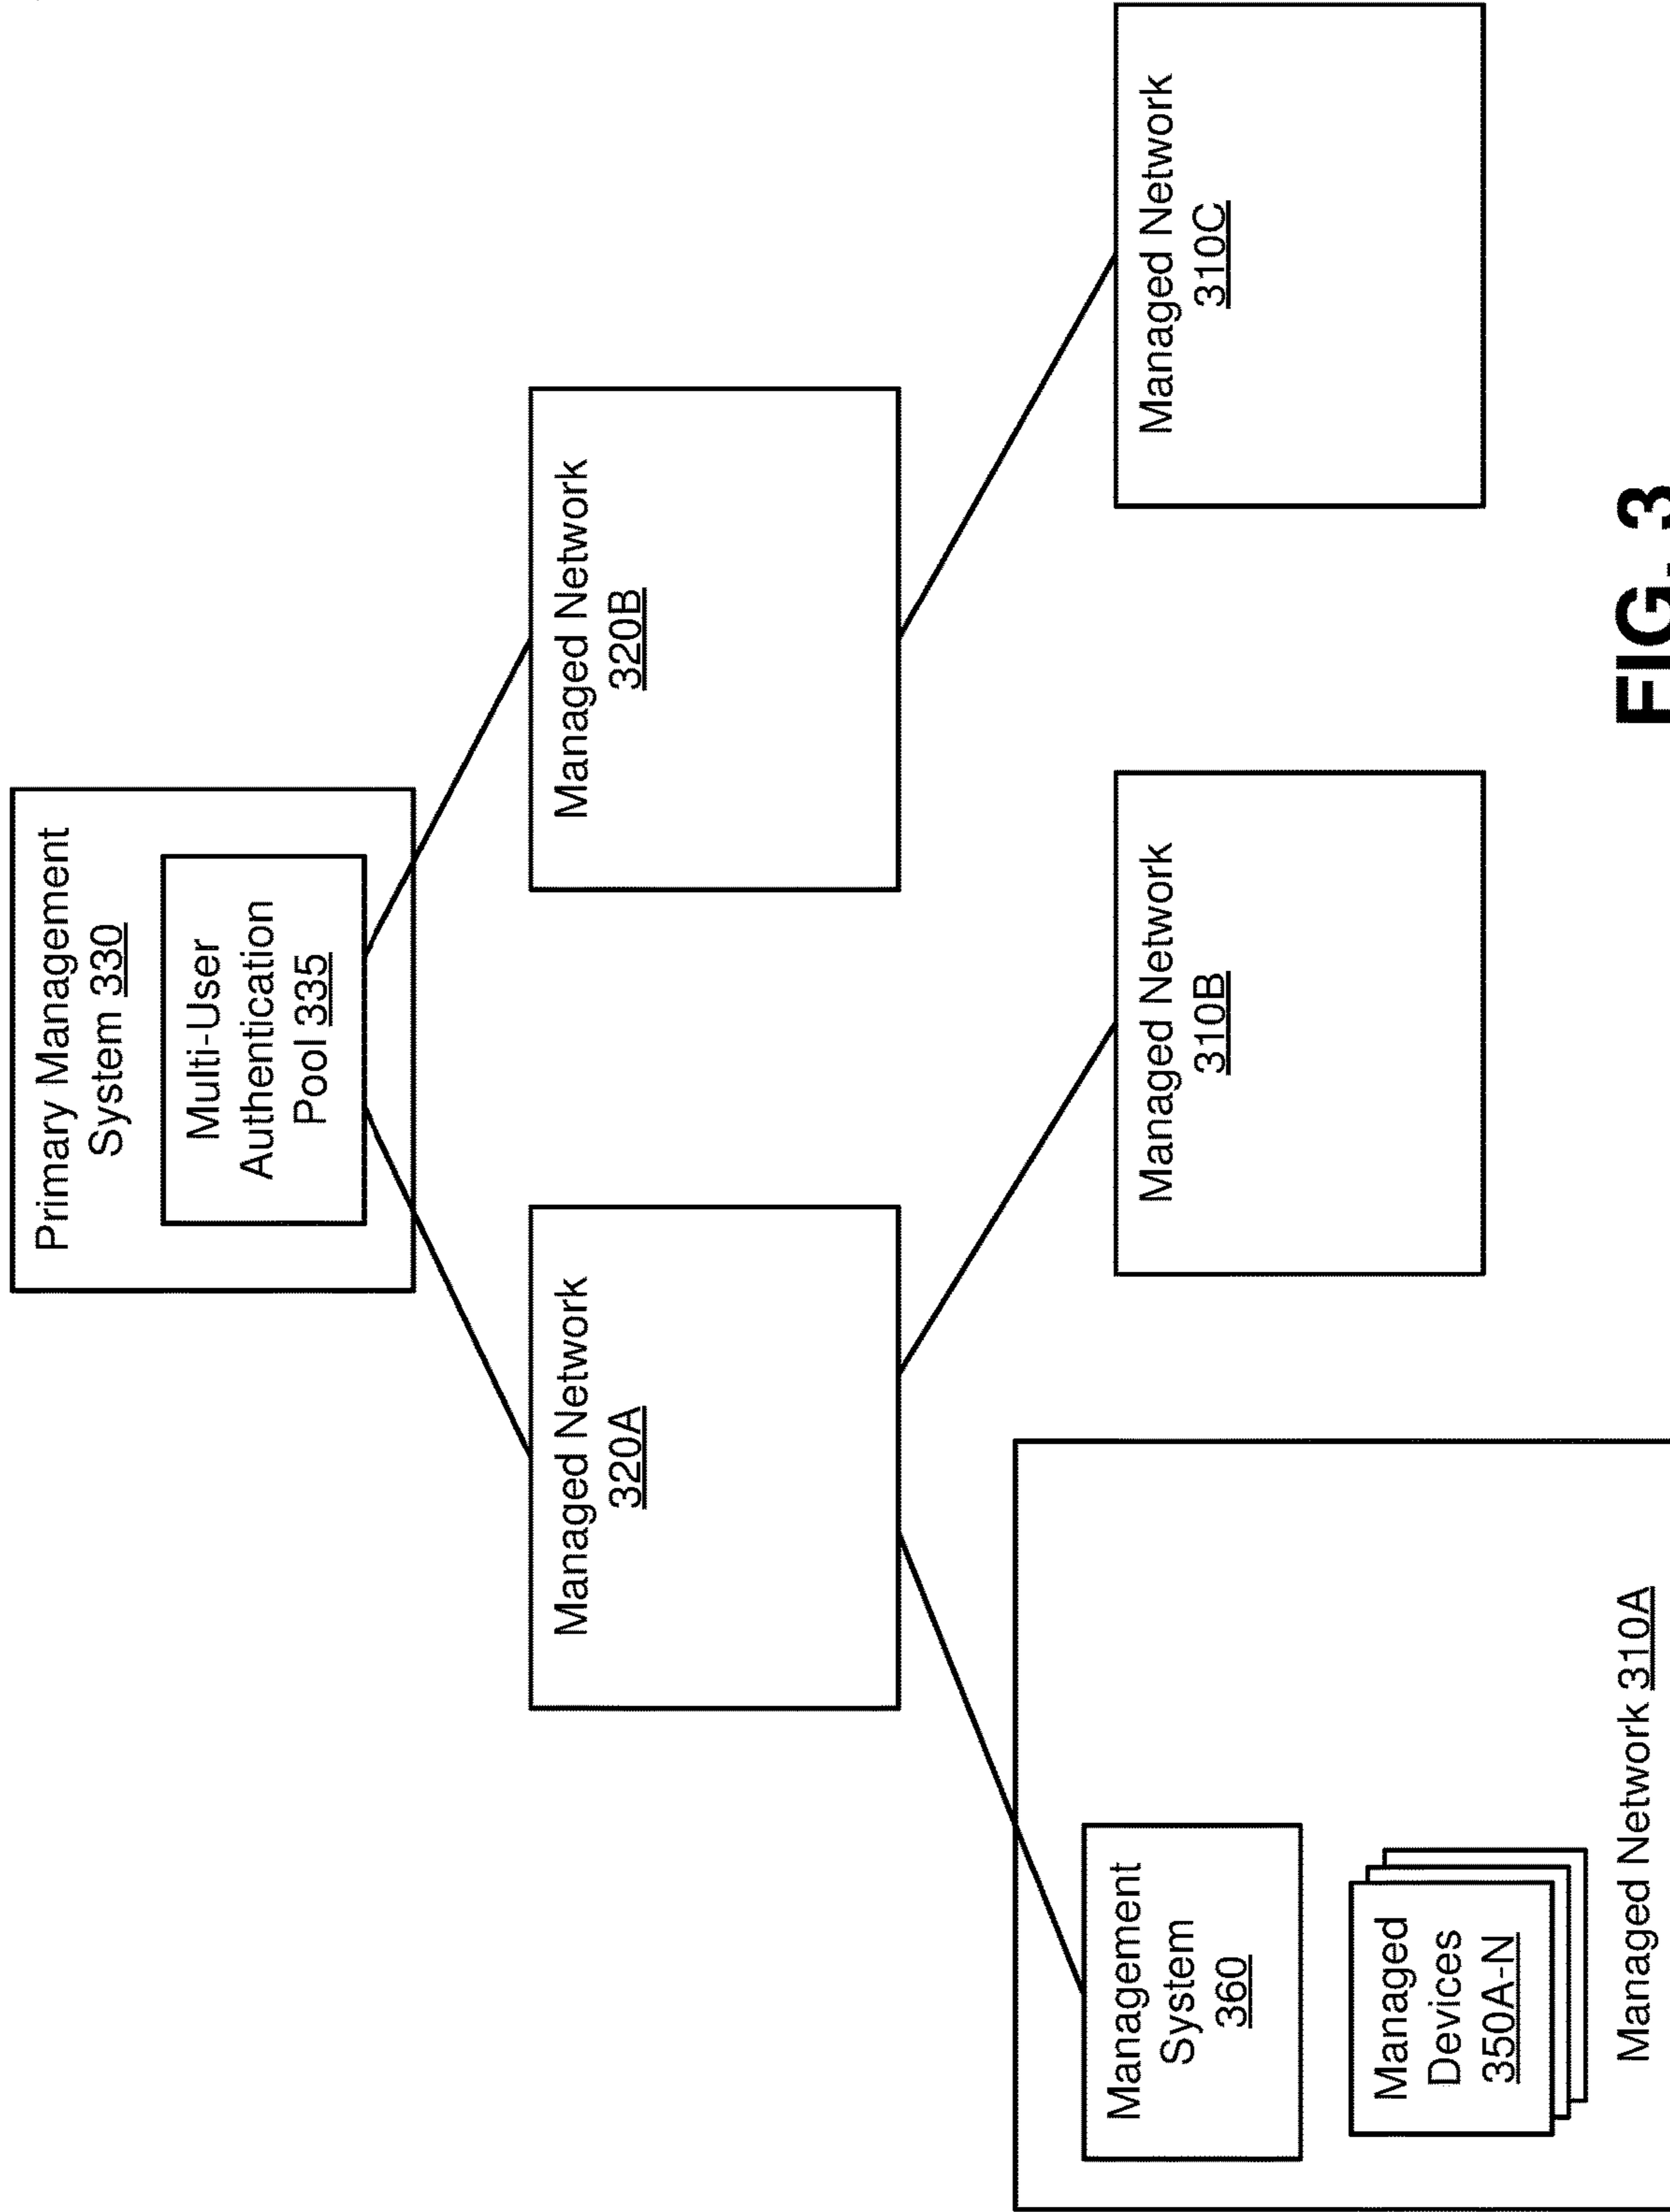 Primary Management
System 330
Multi-User
Authentication
Pool 335
Managed Network
320A
Managed Network
320B
Management
System
360
Managed
Devices
350A-N
Managed Network 310A
Managed Network
310B
Managed Network
310C
FIG. 3